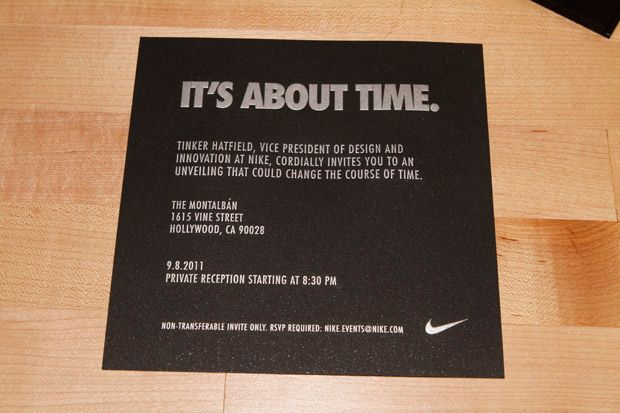 IT'S ABOUT TIME.
TINKER HATFIELD, VICE PRESIDENT OF DESIGN AND
INNOVATION AT NIKE, CORDIALLY INVITES YOU TO AN
UNVEILING THAT COULD CHANGE THE COURSE OF TIME.
THE MONTALBÁN
1615 VINE STREET
HOLLYWOOD, CA 90028
9.8.2011
PRIVATE RECEPTION STARTING AT 8:30 PM
NON-TRANSFERABLE INVITE ONLY. RSVP REQUIRED: NIKE.EVENTS@NIKE.COM